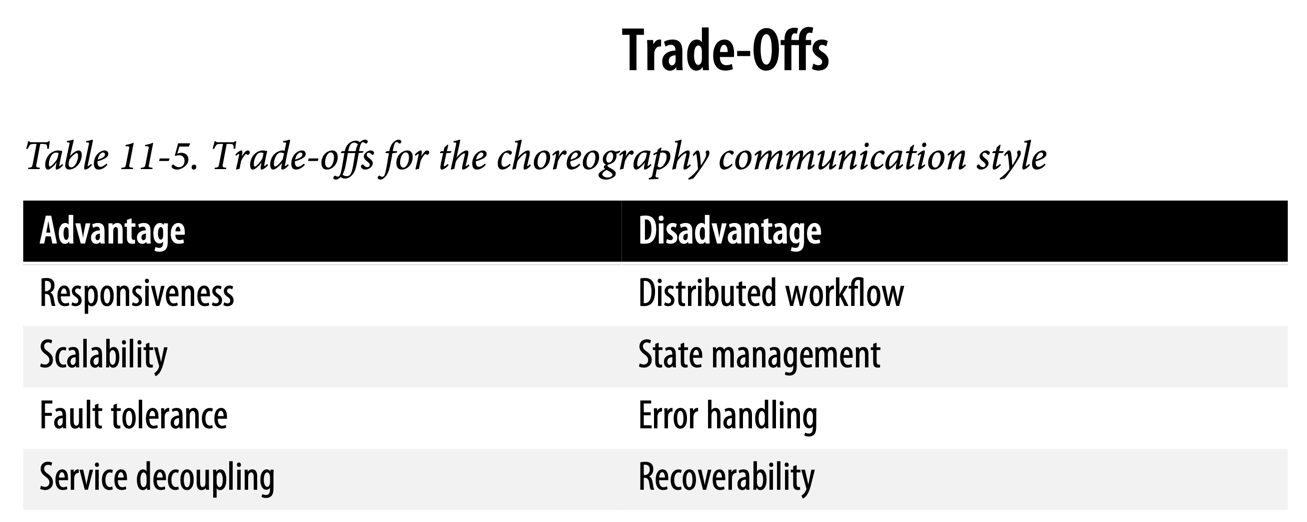 Trade-Offs
Table 11-5. Trade-offs for the choreography communication style
Advantage Disadvantage
Responsiveness Distributed workflow
Scalability State management
Fault tolerance Error handling
Service decoupling Recoverability